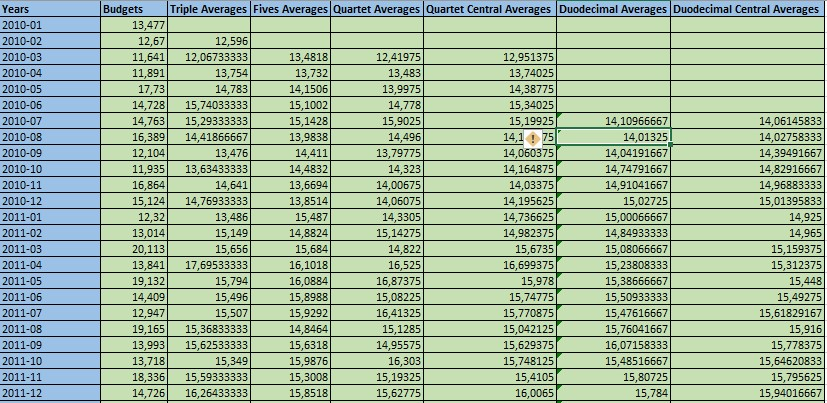 Years Budgets Triple Averages Fives Averages Quartet Averages Quartet Central Averages Duodecimal Averages Duodecimal Central Averages
2010-01 13,477
2010-02 12,67 12,596
2010-03 11,641 12,06733333 13,4818 12,41975 12,951375
2010-04 11,891 13,754 13,732 13,483 13,74025
2010-05 17,73 14,783 14,1506 13,9975 14,38775
2010-06 14,728 15,74033333 15,1002 14,778 15,34025
2010-07 14,763 15,29333333 15,1428 15,9025 15,19925 14,10966667 14,06145833
2010-08 16,389 14,41866667 13,9838 14,496 14,1 75 14,01325 14,02758333
2010-09 12,104 13,476 14,411 13,79775 14,060375 14,04191667 14,39491667
2010-10 11,935 13,63433333 14,4832 14,323 14,164875 14,74791667 14,82916667
2010-11 16,864 14,641 13,6694 14,00675 14,03375 14,91041667 14,96883333
2010-12 15,124 14,76933333 13,8514 14,06075 14,195625 15,02725 15,01395833
2011-01 12,32 13,486 15,487 14,3305 14,736625 15,00066667 14,925
2011-02 13,014 15,149 14,8824 15,14275 14,982375 14,84933333 14,965
2011-03 20,113 15,656 15,684 14,822 15,6735 15,08066667 15,159375
2011-04 13,841 17,69533333 16,1018 16,525 16,699375 15,23808333 15,312375
2011-05 19,132 15,794 16,0884 16,87375 15,978 15,38666667 15,448
2011-06 14,409 15,496 15,8988 15,08225 15,74775 15,50933333 15,49275
2011-07 12,947 15,507 15,9292 16,41325 15,770875 15,47616667 15,61829167
2011-08 19,165 15,36833333 14,8464 15,1285 15,042125 15,76041667 15,916
2011-09 13,993 15,62533333 15,6318 14,95575 15,629375 16,07158333 15,778375
2011-10 13,718 15,349 15,9876 16,303 15,748125 15,48516667 15,64620833
2011-11 18,336 15,59333333 15,3008 15,19325 15,4105 15,80725 15,795625
2011-12 14,726 16,26433333 15,8518 15,62775 16,0065 15,784 15,94016667